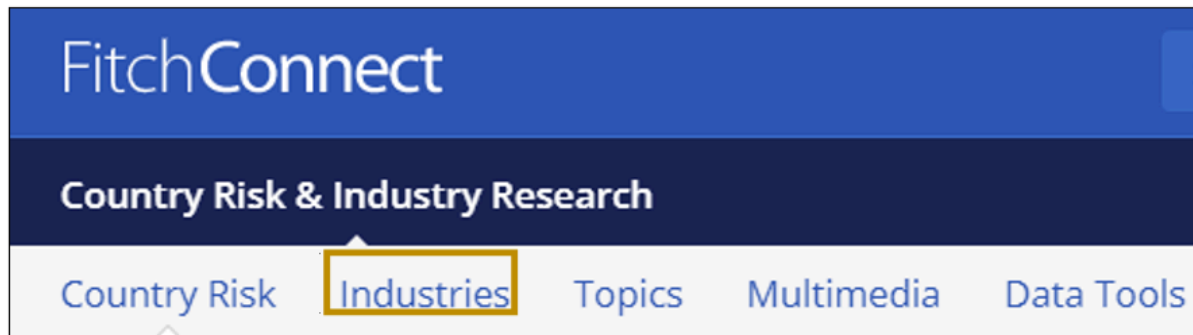 FitchConnect
Country Risk & Industry Research
Country Risk Industries Topics Multimedia Data Tools